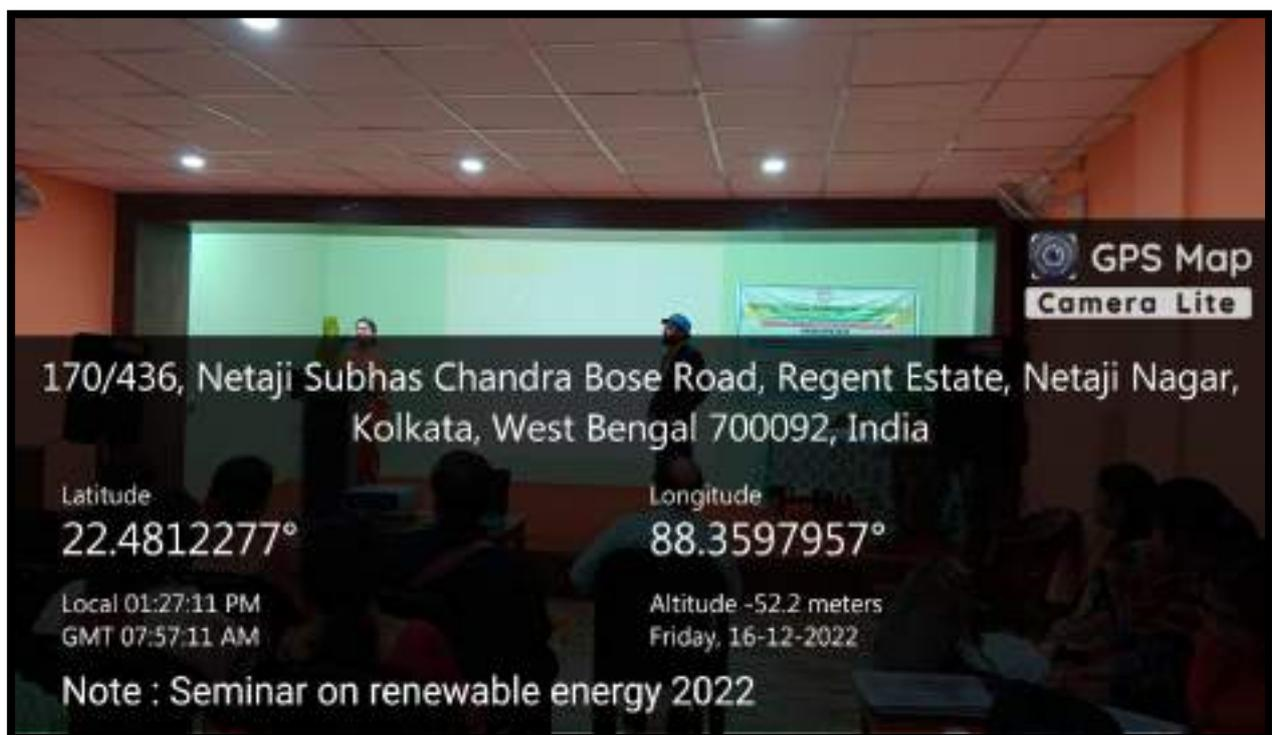 GPS Map
Camera Lite
170/436, Netaji Subhas Chandra Bose Road, Regent Estate, Netaji Nagar,
Kolkata, West Bengal 700092, India
Latitude
22.4812277°
Longitude
88.3597957°
Local 01:27:11 PM
GMT 07:57:11 AM
Altitude -52.2 meters
Friday, 16-12-2022
Note : Seminar on renewable energy 2022